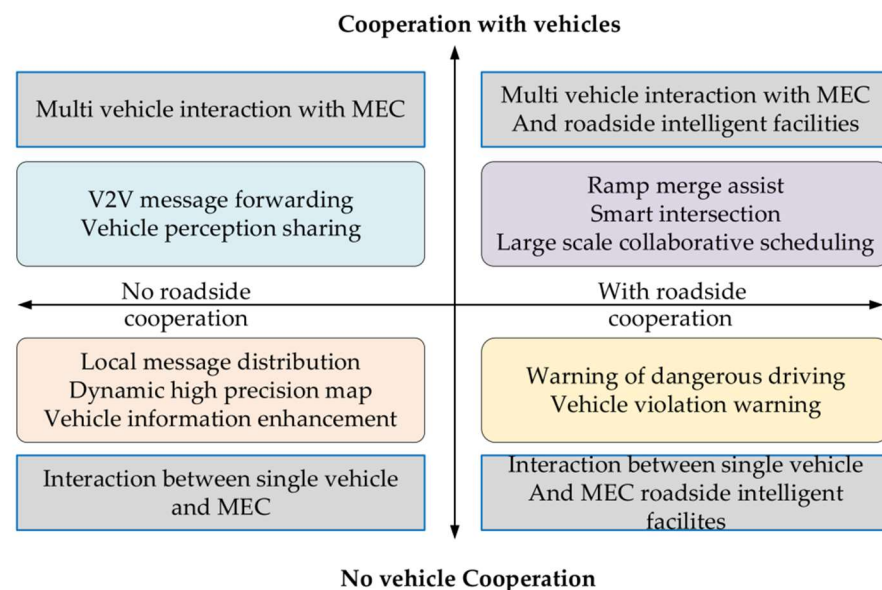 Cooperation with vehicles
Multi vehicle interaction with MEC
Multi vehicle interaction with MEC
And roadside intelligent facilities
V2V message forwarding
Vehicle perception sharing
Ramp merge assist
Smart intersection
Large scale collaborative scheduling
No roadside
cooperation
With roadside
cooperation
Local message distribution
Dynamic high precision map
Vehicle information enhancement
Warning of dangerous driving
Vehicle violation warning
Interaction between single vehicle
and MEC
Interaction between single vehicle
And MEC roadside intelligent
facilites
No vehicle Cooperation